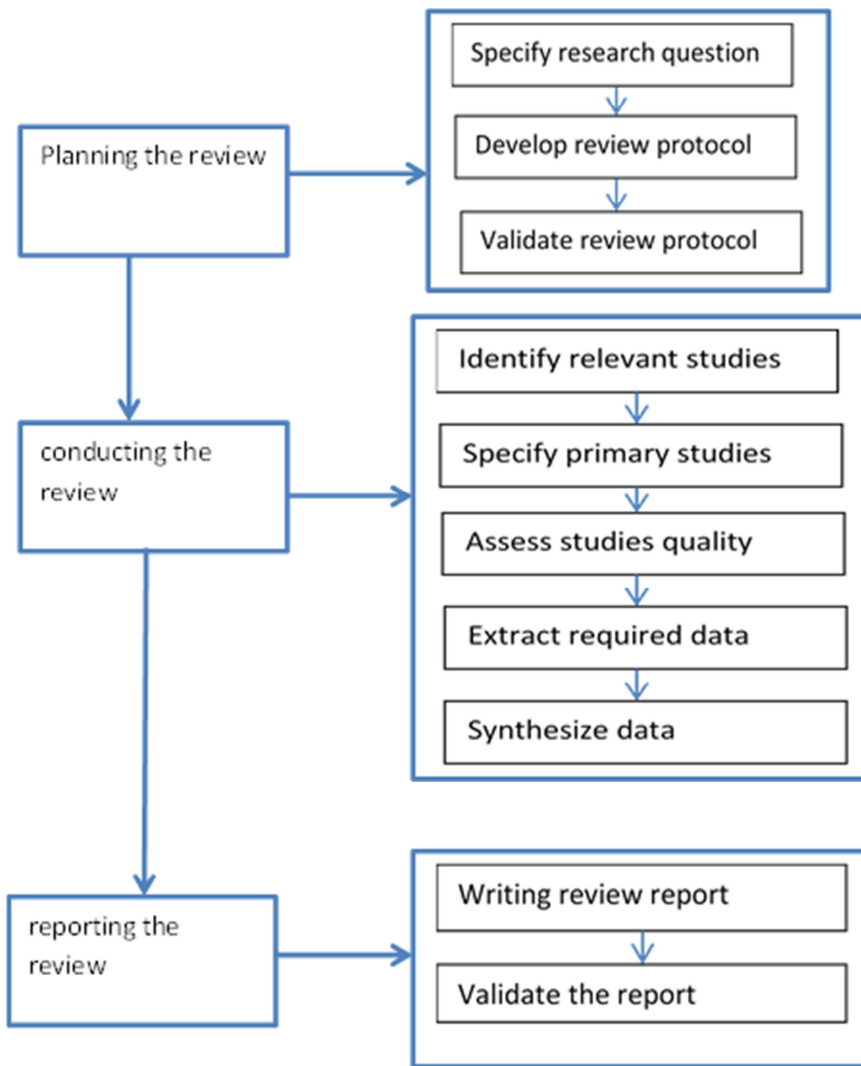 Planning the review
Specify research question
Develop review protocol
Validate review protocol
conducting the
review
Identify relevant studies
Specify primary studies
Assess studies quality
Extract required data
Synthesize data
reporting the
review
Writing review report
Validate the report